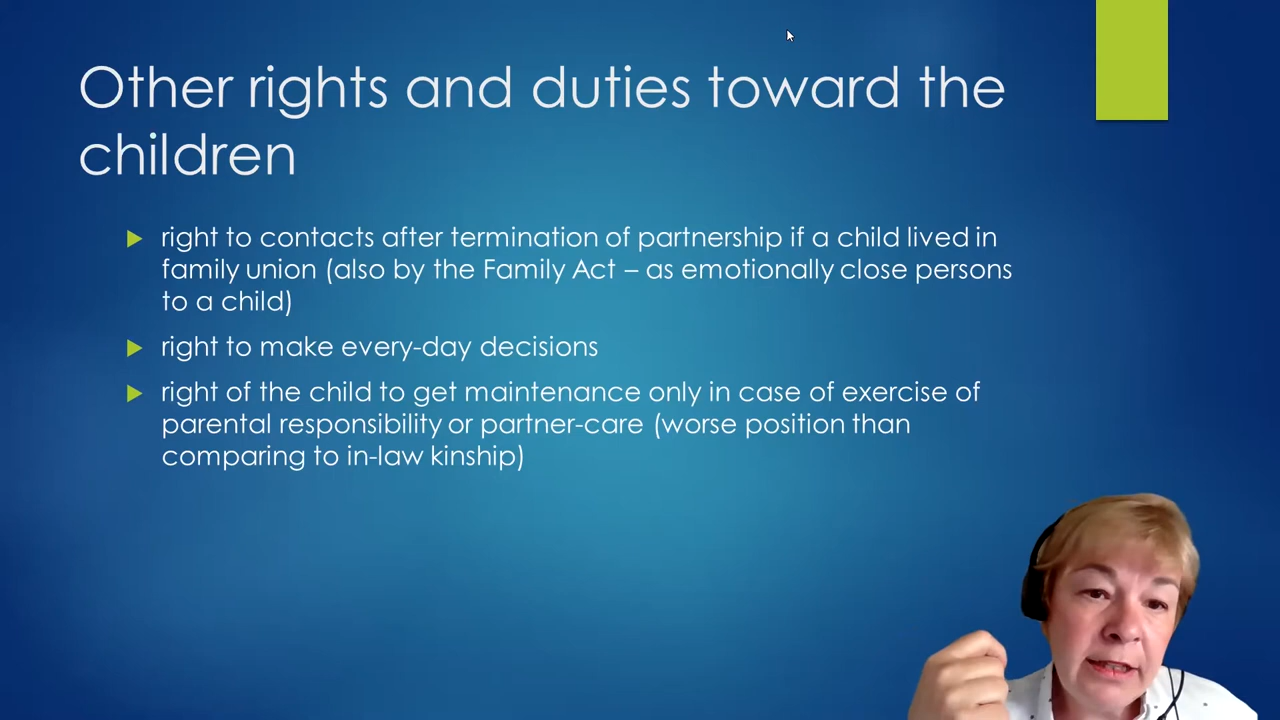 Other rights and duties toward the
children
right to contacts after termination of partnership if a child lived in
family union (also by the Family Act – as emotionally close persons
to a child)
right to make every-day decisions
right of the child to get maintenance only in case of exercise of
parental responsibility or partner-care (worse position than
comparing to in-law kinship)